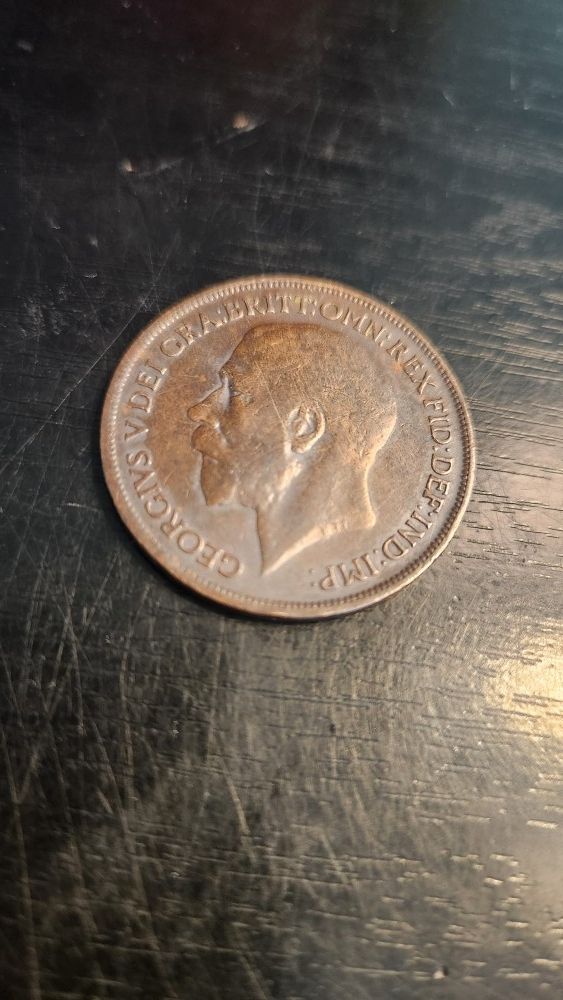 GEORGIVS V DEI GRA:BRITT:OMN:REX FID:DEF:IND:IMP: